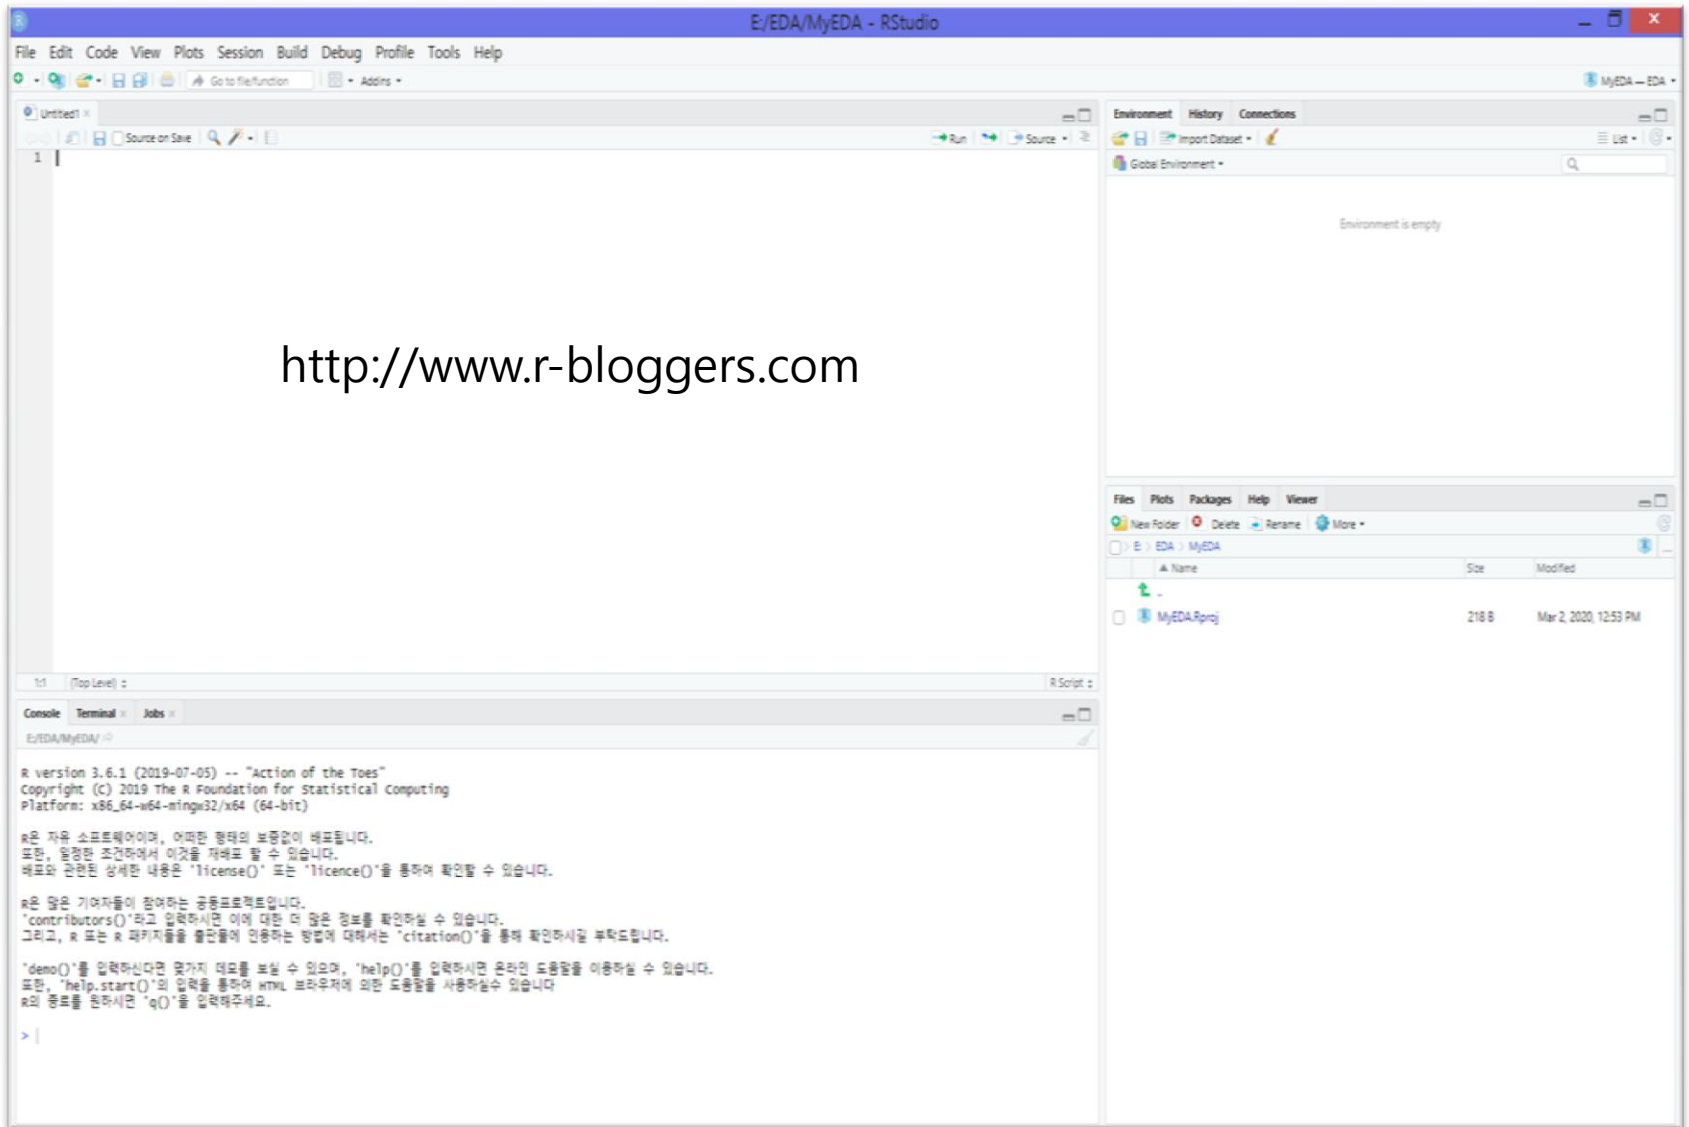 E:/EDA/MyEDA - RStudio
File Edit Code View Plots Session Build Debug Profile Tools Help
Go to file/function Addins MyEDA — EDA
Untitled1
Source on Save Run Source
1
http://www.r-bloggers.com
1:1 (Top Level) R Script
Console Terminal Jobs
E:/EDA/MyEDA/
R version 3.6.1 (2019-07-05) -- "Action of the Toes"
Copyright (C) 2019 The R Foundation for Statistical Computing
Platform: x86_64-w64-mingw32/x64 (64-bit)
R은 자유 소프트웨어이며, 어떠한 형태의 보증없이 배포됩니다.
또한, 일정한 조건하에서 이것을 재배포 할 수 있습니다.
배포와 관련된 상세한 내용은 'license()' 또는 'licence()'을 통하여 확인할 수 있습니다.
R은 많은 기여자들이 참여하는 공동프로젝트입니다.
'contributors()'라고 입력하시면 이에 대한 더 많은 정보를 확인하실 수 있습니다.
그리고, R 또는 R 패키지들을 출판물에 인용하는 방법에 대해서는 'citation()'을 통해 확인하시길 부탁드립니다.
'demo()'를 입력하신다면 몇가지 데모를 보실 수 있으며, 'help()'를 입력하시면 온라인 도움말을 이용하실 수 있습니다.
또한, 'help.start()'의 입력을 통하여 HTML 브라우저에 의한 도움말을 사용하실수 있습니다
R의 종료를 원하시면 'q()'을 입력해주세요.
>
Environment History Connections
Import Dataset List
Global Environment
Environment is empty
Files Plots Packages Help Viewer
New Folder Delete Rename More
E: EDA MyEDA ...
Name Size Modified
..
MyEDA.Rproj 218 B Mar 2, 2020, 12:53 PM